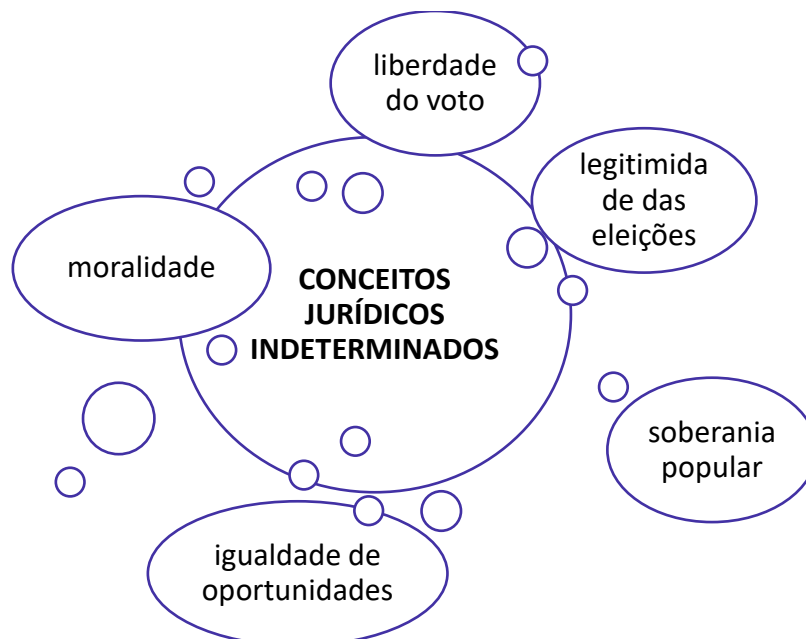 liberdade
do voto
legitimida
de das
eleições
moralidade
CONCEITOS
JURÍDICOS
INDETERMINADOS
soberania
popular
igualdade de
oportunidades